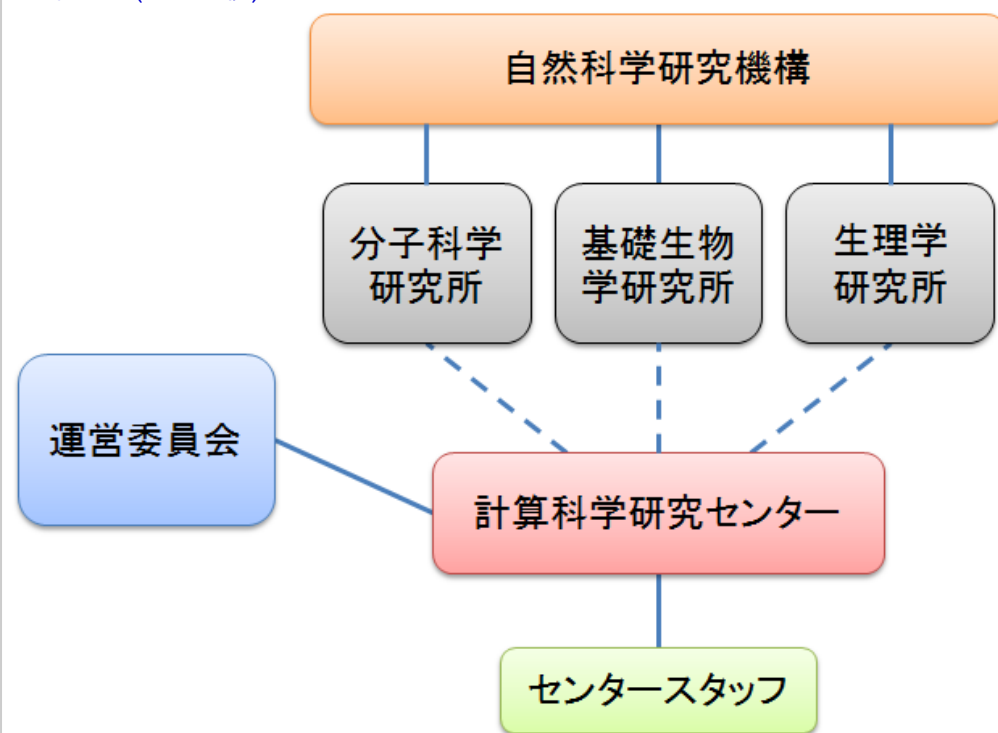 自然科学研究機構
分子科学
研究所
基礎生物
学研究所
生理学
研究所
運営委員会
計算科学研究センター
センタースタッフ